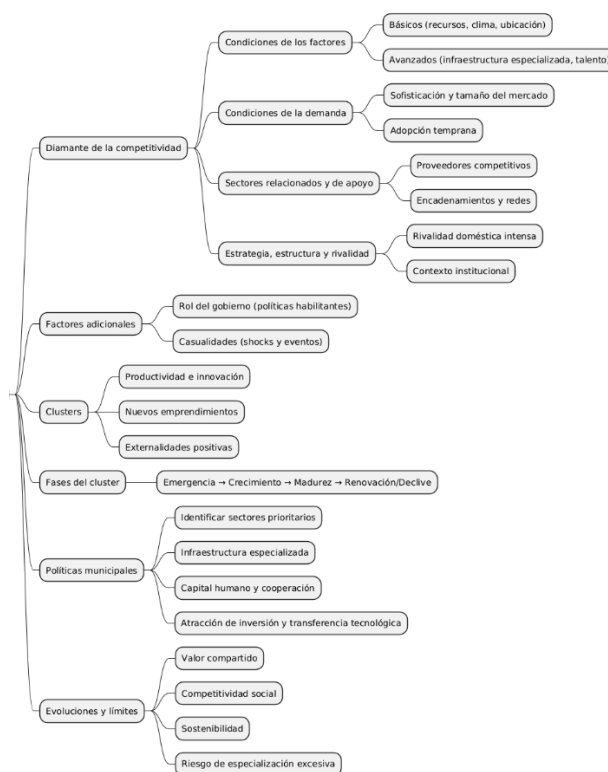 Diamante de la competitividad
Condiciones de los factores
Básicos (recursos, clima, ubicación)
Avanzados (infraestructura especializada, talento)
Condiciones de la demanda
Sofisticación y tamaño del mercado
Adopción temprana
Sectores relacionados y de apoyo
Proveedores competitivos
Encadenamientos y redes
Estrategia, estructura y rivalidad
Rivalidad doméstica intensa
Contexto institucional
Factores adicionales
Rol del gobierno (políticas habilitantes)
Casualidades (shocks y eventos)
Clusters
Productividad e innovación
Nuevos emprendimientos
Externalidades positivas
Fases del cluster
Emergencia → Crecimiento → Madurez → Renovación/Declive
Políticas municipales
Identificar sectores prioritarios
Infraestructura especializada
Capital humano y cooperación
Atracción de inversión y transferencia tecnológica
Evoluciones y límites
Valor compartido
Competitividad social
Sostenibilidad
Riesgo de especialización excesiva